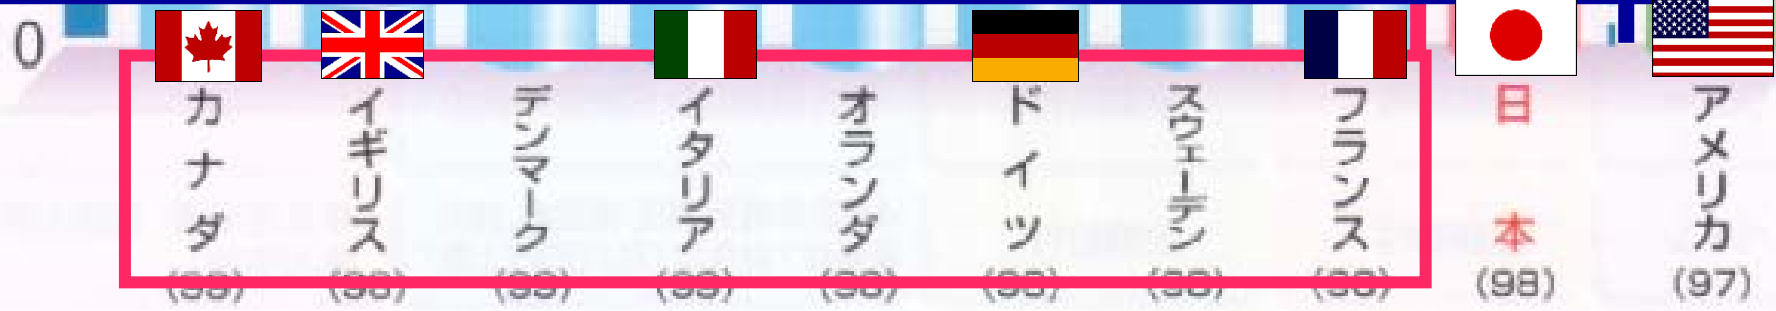 0
カナダ
イギリス
デンマーク
イタリア
オランダ
ドイツ
スウェーデン
フランス
日本
(98)
アメリカ
(97)